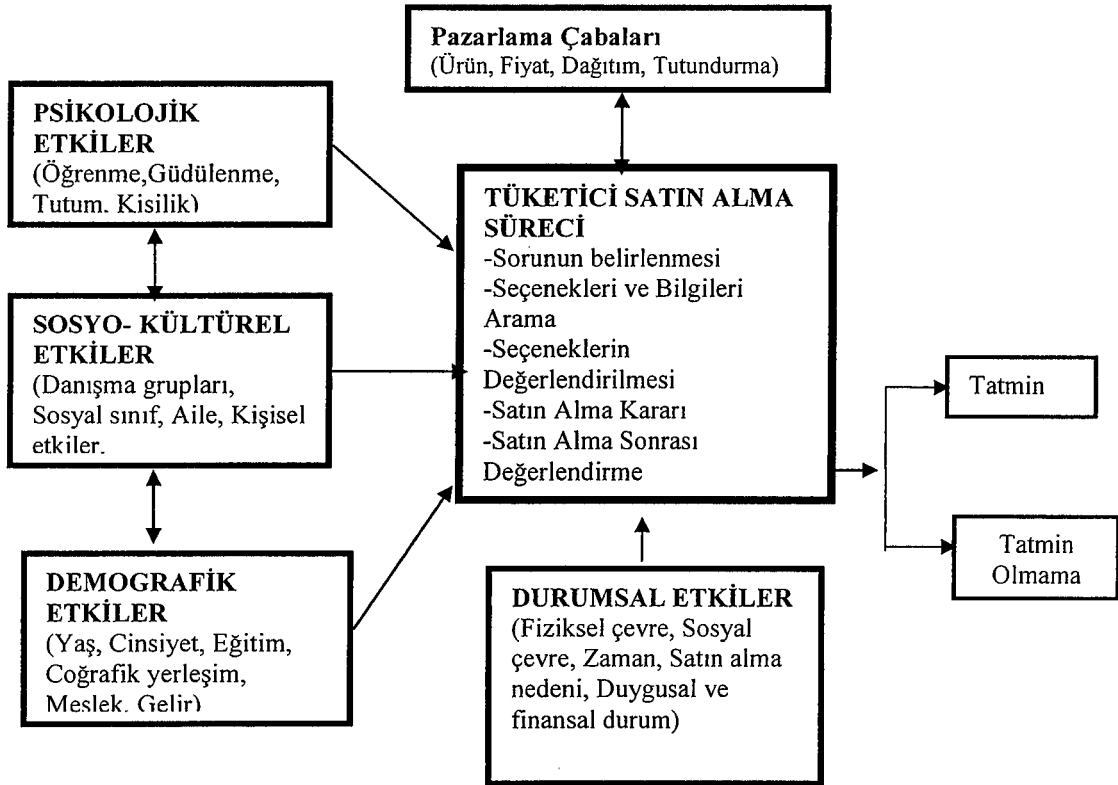 Pazarlama Çabaları
(Ürün, Fiyat, Dağıtım, Tutundurma)
PSİKOLOJİK
ETKİLER
(Öğrenme,Güdülenme,
Tutum. Kisilik)
SOSYO- KÜLTÜREL
ETKİLER
(Danışma grupları,
Sosyal sınıf, Aile, Kişisel
etkiler.
DEMOGRAFİK
ETKİLER
(Yaş, Cinsiyet, Eğitim,
Coğrafik yerleşim,
Meslek. Gelir)
TÜKETİCİ SATIN ALMA
SÜRECİ
-Sorunun belirlenmesi
-Seçenekleri ve Bilgileri
Arama
-Seçeneklerin
Değerlendirilmesi
-Satın Alma Kararı
-Satın Alma Sonrası
Değerlendirme
DURUMSAL ETKİLER
(Fiziksel çevre, Sosyal
çevre, Zaman, Satın alma
nedeni, Duygusal ve
finansal durum)
Tatmin
Tatmin
Olmama